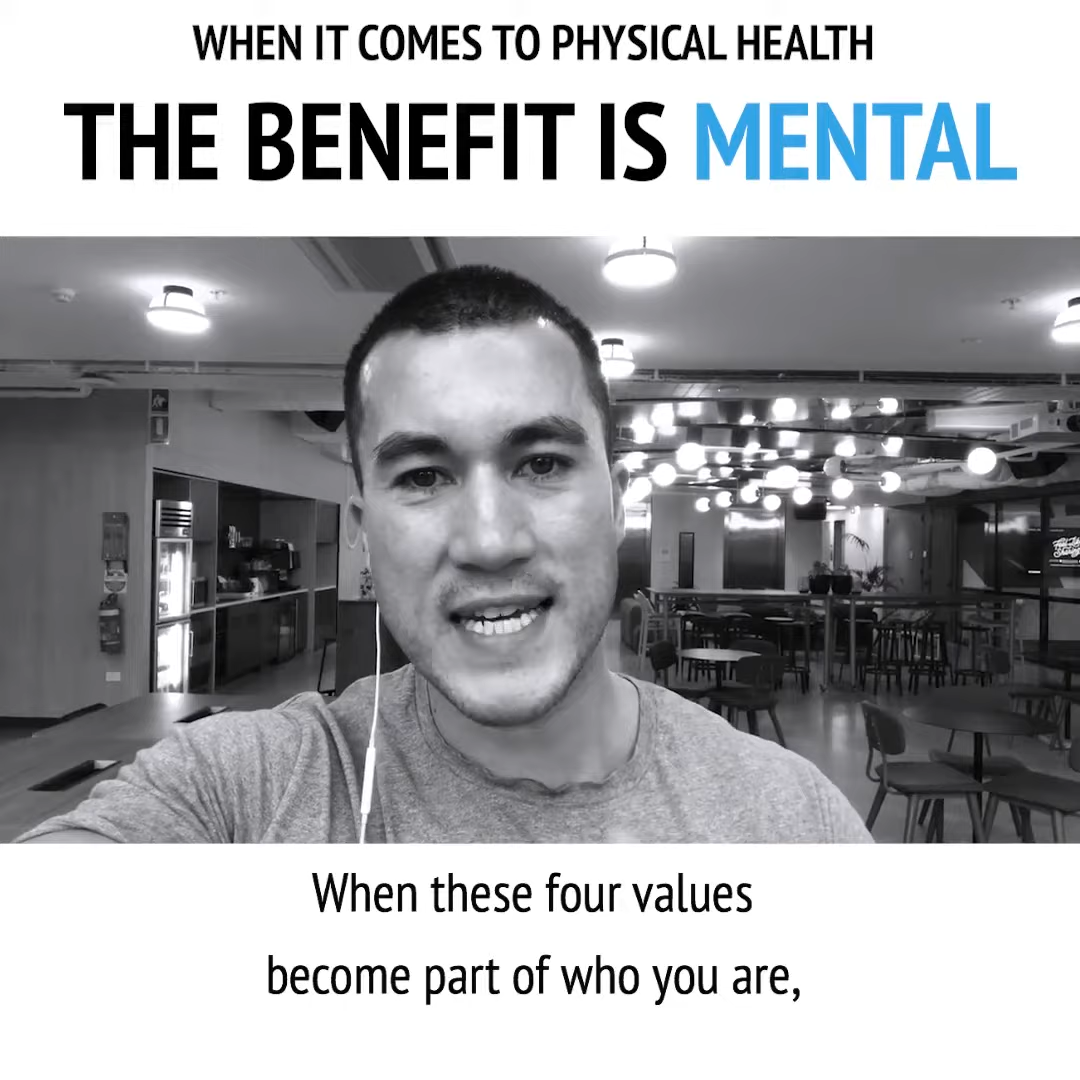 WHEN IT COMES TO PHYSICAL HEALTH
THE BENEFIT IS MENTAL
When these four values
become part of who you are,